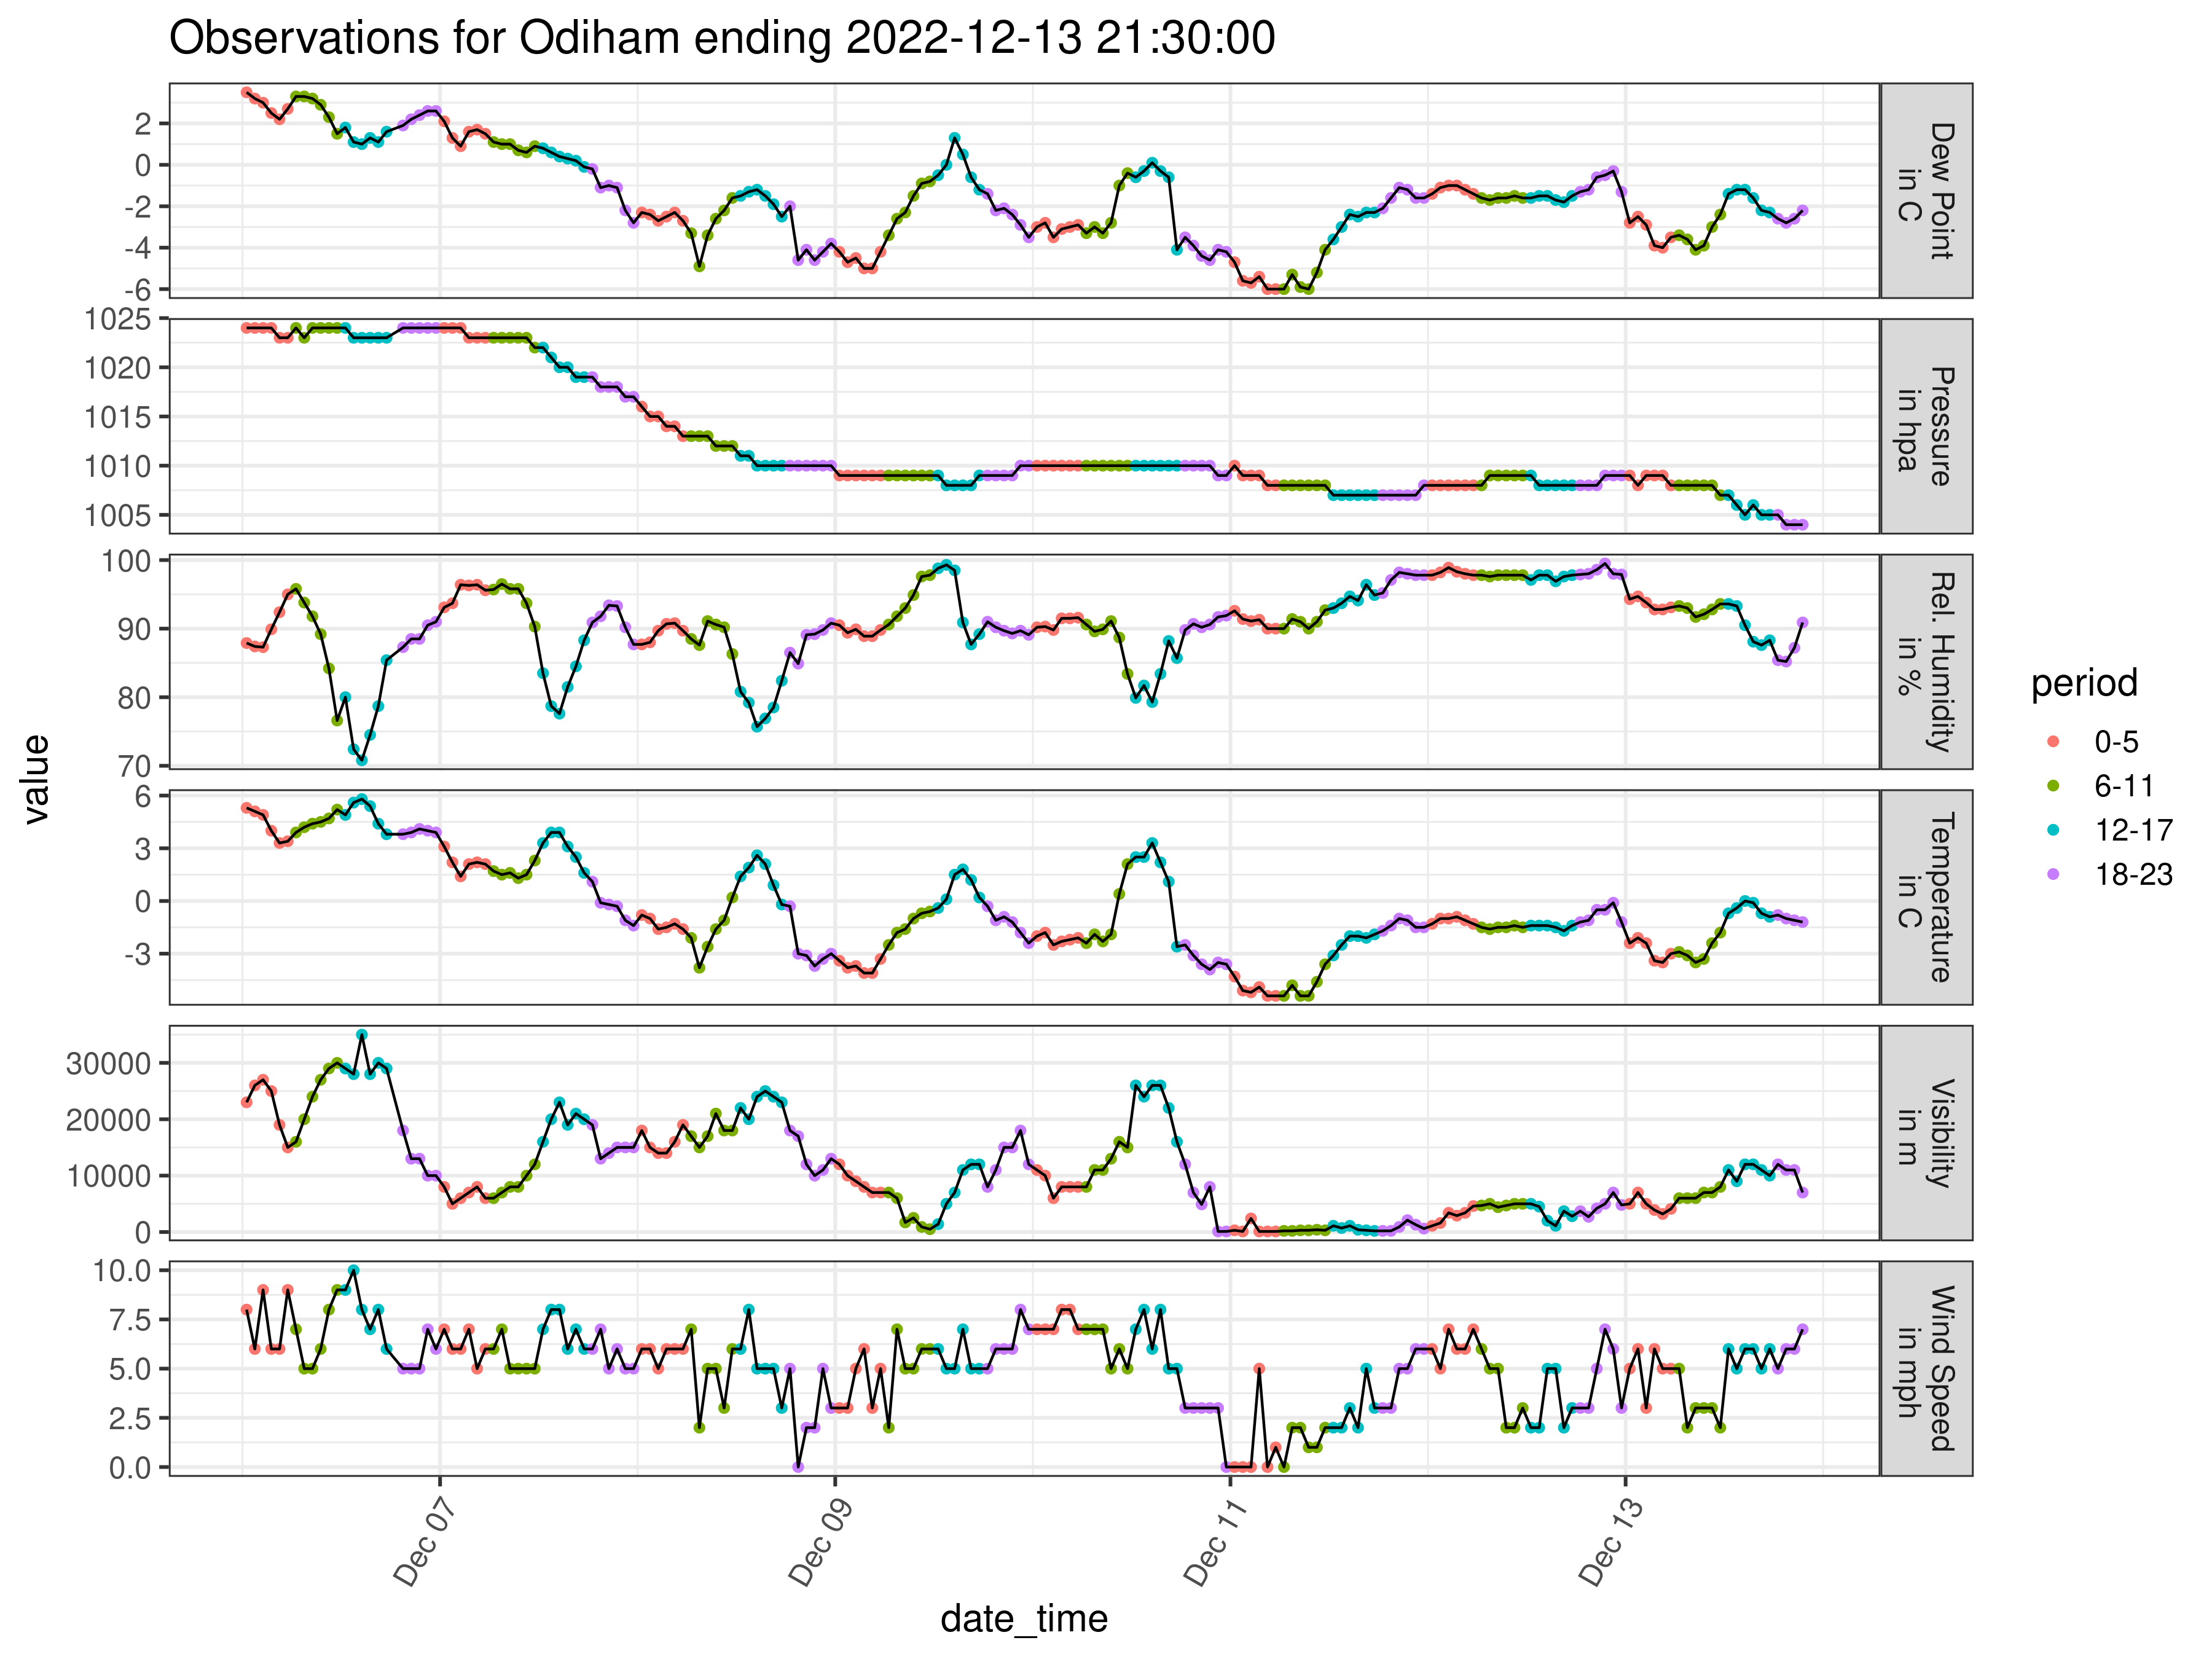 Observations for Odiham ending 2022-12-13 21:30:00
value
2
0
-2
-4
-6
Dew Point
in C
1025
1020
1015
1010
1005
Pressure
in hpa
100
90
80
70
Rel. Humidity
in %
6
3
0
-3
Temperature
in C
30000
20000
10000
0
Visibility
in m
10.0
7.5
5.0
2.5
0.0
Wind Speed
in mph
Dec 07
Dec 09
Dec 11
Dec 13
date_time
period
0-5
6-11
12-17
18-23